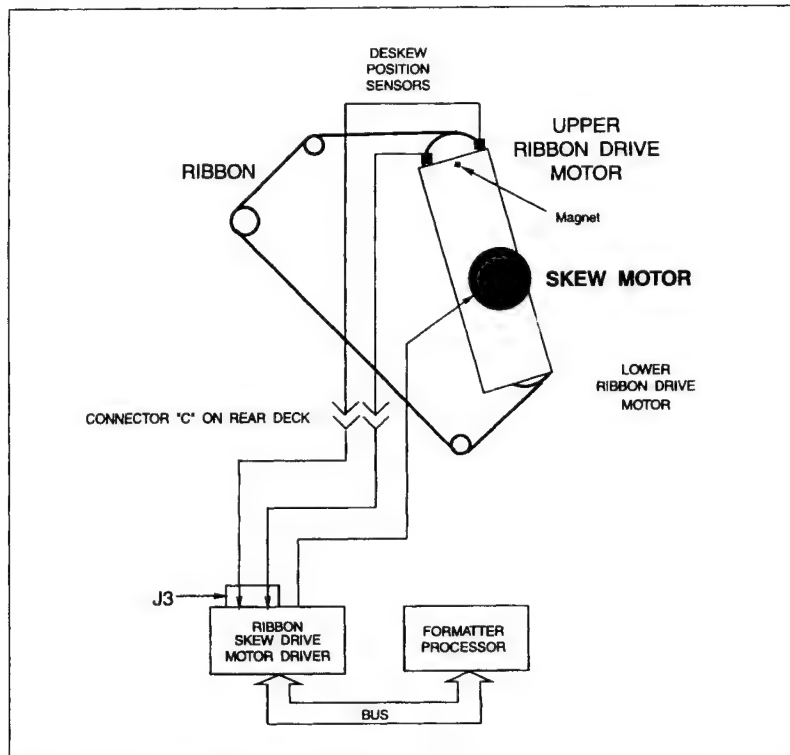 DESKEW
POSITION
SENSORS
UPPER
RIBBON DRIVE
MOTOR
RIBBON
Magnet
SKEW MOTOR
LOWER
RIBBON DRIVE
MOTOR
CONNECTOR "C" ON REAR DECK
J3
RIBBON
SKEW DRIVE
MOTOR DRIVER
FORMATTER
PROCESSOR
BUS